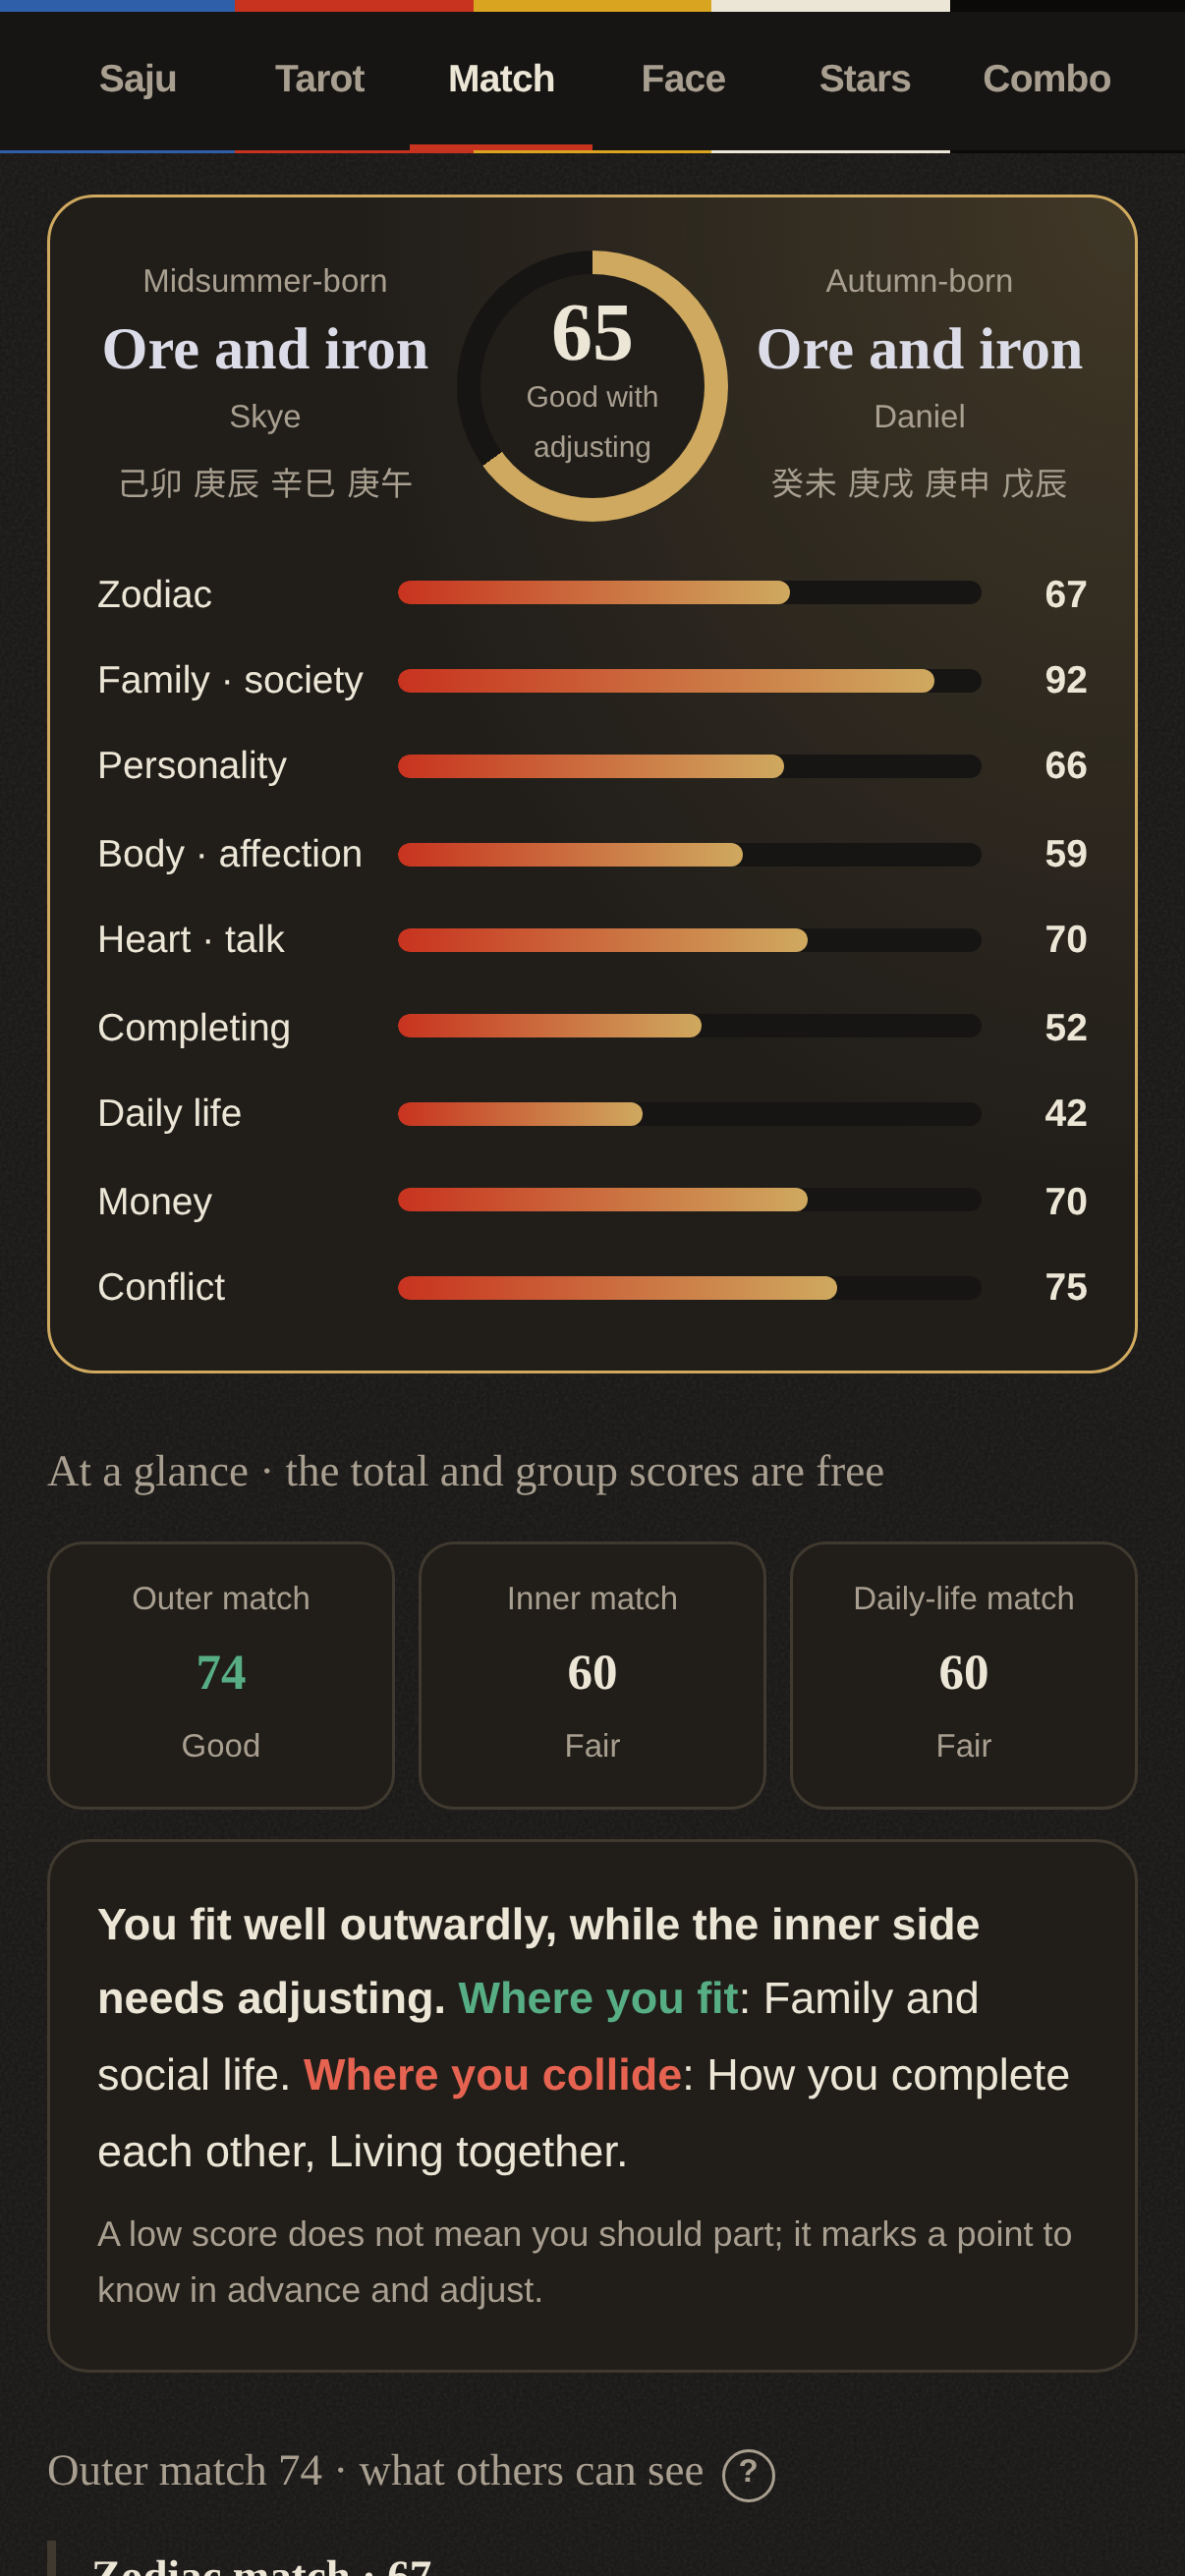 Saju Tarot Match Face Stars Combo
Midsummer-born
Ore and iron
Skye
己卯 庚辰 辛巳 庚午
65
Good with
adjusting
Autumn-born
Ore and iron
Daniel
癸未 庚戌 庚申 戊辰
Zodiac 67
Family · society 92
Personality 66
Body · affection 59
Heart · talk 70
Completing 52
Daily life 42
Money 70
Conflict 75
At a glance · the total and group scores are free
Outer match
74
Good
Inner match
60
Fair
Daily-life match
60
Fair
You fit well outwardly, while the inner side
needs adjusting. Where you fit: Family and
social life. Where you collide: How you complete
each other, Living together.
A low score does not mean you should part; it marks a point to
know in advance and adjust.
Outer match 74 · what others can see ?
Zodiac match · 67